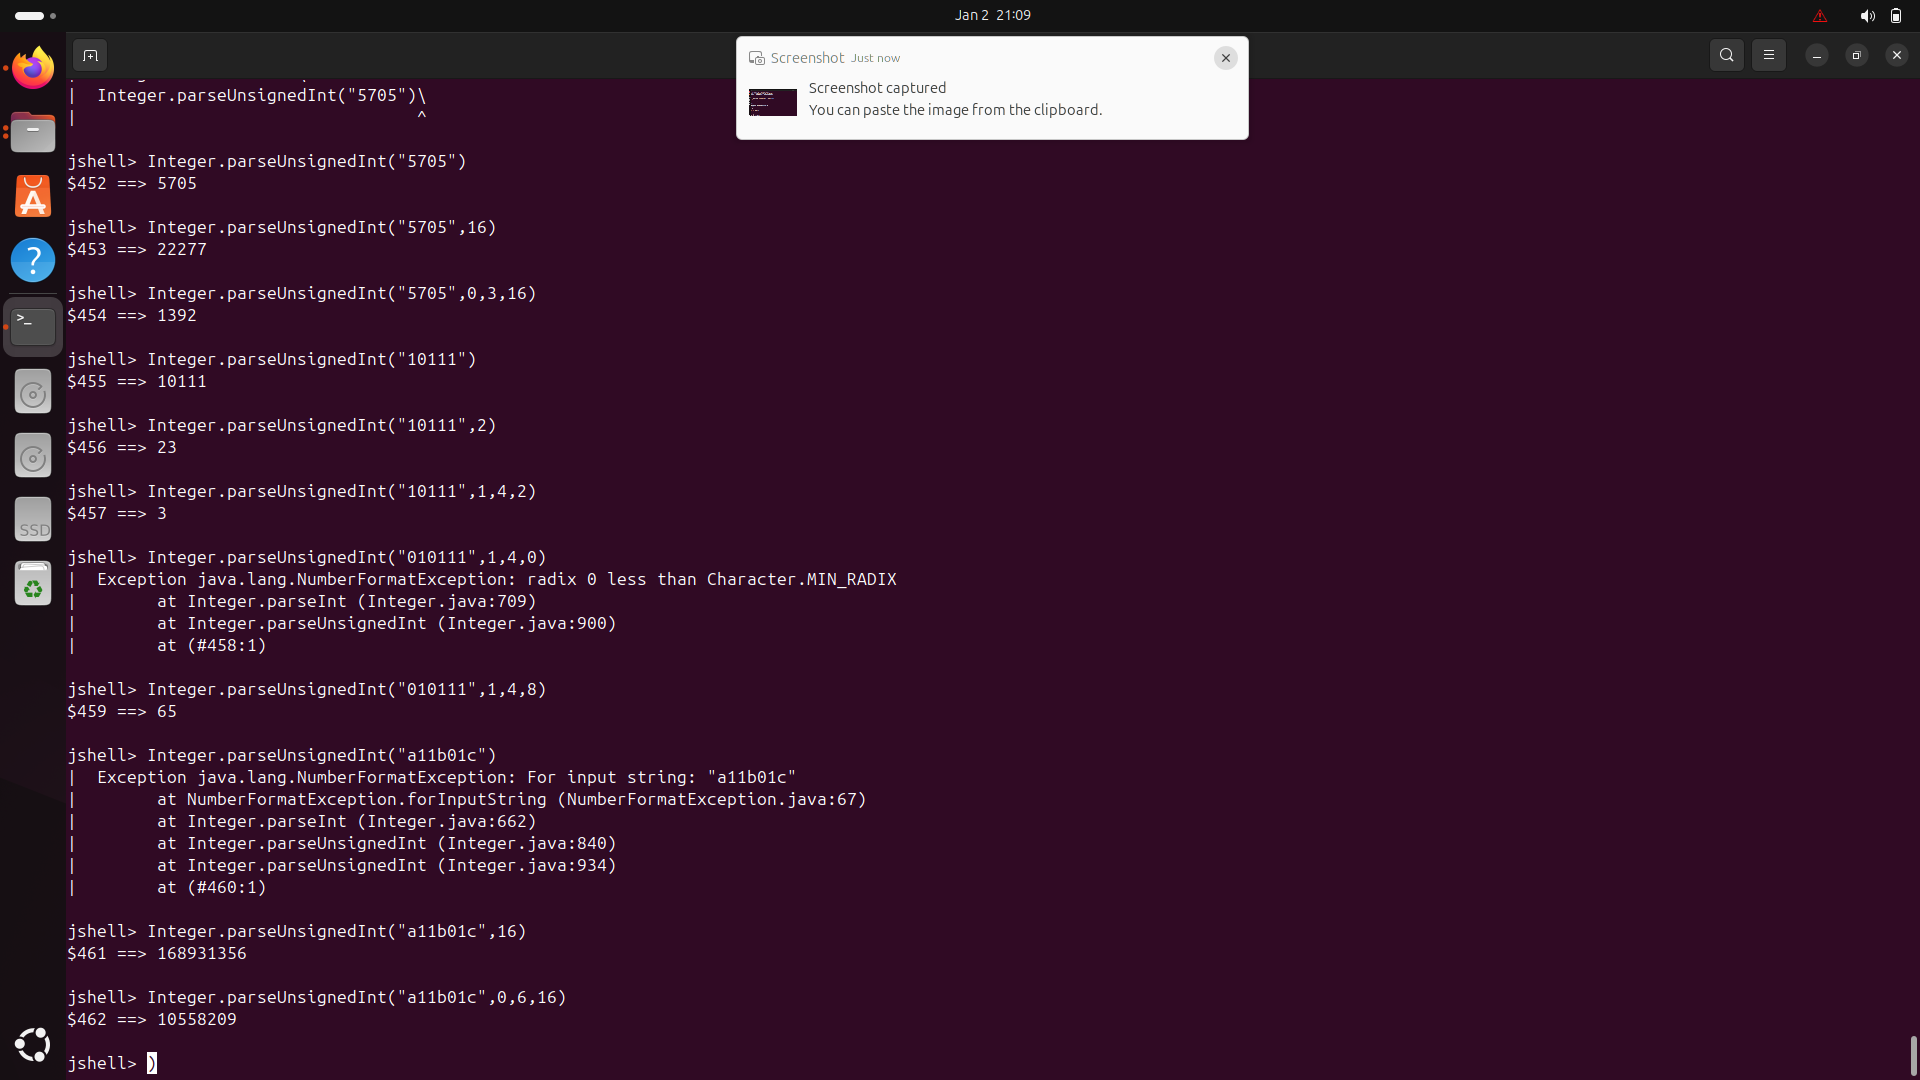 Jan 2 21:09
Screenshot Just now
Screenshot captured
You can paste the image from the clipboard.
| Integer.parseUnsignedInt("5705")\
| ^
jshell> Integer.parseUnsignedInt("5705")
$452 ==> 5705
jshell> Integer.parseUnsignedInt("5705",16)
$453 ==> 22277
jshell> Integer.parseUnsignedInt("5705",0,3,16)
$454 ==> 1392
jshell> Integer.parseUnsignedInt("10111")
$455 ==> 10111
jshell> Integer.parseUnsignedInt("10111",2)
$456 ==> 23
jshell> Integer.parseUnsignedInt("10111",1,4,2)
$457 ==> 3
jshell> Integer.parseUnsignedInt("010111",1,4,0)
| Exception java.lang.NumberFormatException: radix 0 less than Character.MIN_RADIX
| at Integer.parseInt (Integer.java:709)
| at Integer.parseUnsignedInt (Integer.java:900)
| at (#458:1)
jshell> Integer.parseUnsignedInt("010111",1,4,8)
$459 ==> 65
jshell> Integer.parseUnsignedInt("a11b01c")
| Exception java.lang.NumberFormatException: For input string: "a11b01c"
| at NumberFormatException.forInputString (NumberFormatException.java:67)
| at Integer.parseInt (Integer.java:662)
| at Integer.parseUnsignedInt (Integer.java:840)
| at Integer.parseUnsignedInt (Integer.java:934)
| at (#460:1)
jshell> Integer.parseUnsignedInt("a11b01c",16)
$461 ==> 168931356
jshell> Integer.parseUnsignedInt("a11b01c",0,6,16)
$462 ==> 10558209
jshell> )
SSD